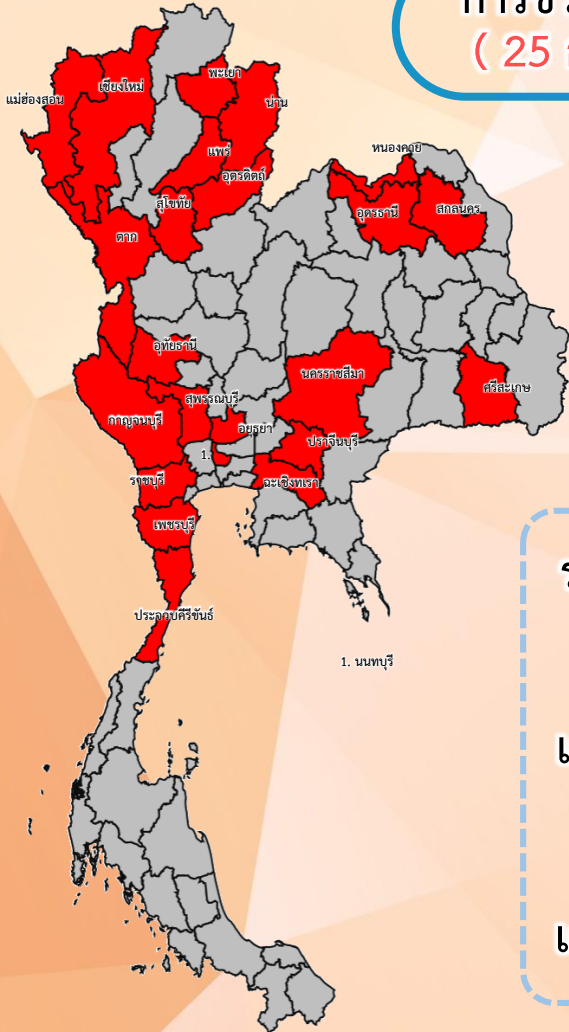 ( 25
เชียงใหม่
พะเยา
แม่ฮ่องสอน
น่าน
แพร่
หนองคาย
อุตรดิตถ์
สุโขทัย
อุดรธานี
สกลนคร
ตาก
อุทัยธานี
นครราชสีมา
ศรีสะเกษ
สุพรรณบุรี
กาญจนบุรี
อยุธยา
ปราจีนบุรี
1.
ราชบุรี
ฉะเชิงเทรา
เพชรบุรี
ประจวบคีรีขันธ์
1. นนทบุรี